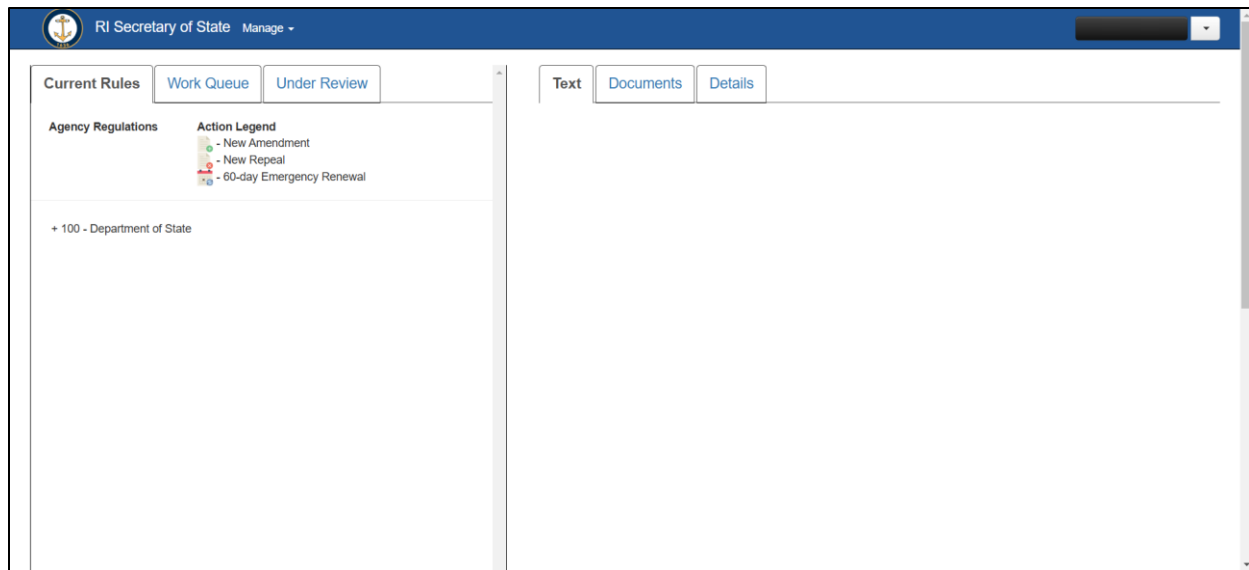 RI Secretary of State Manage
Current Rules Work Queue Under Review
Text Documents Details
Agency Regulations Action Legend
- New Amendment
- New Repeal
- 60-day Emergency Renewal
+ 100 - Department of State